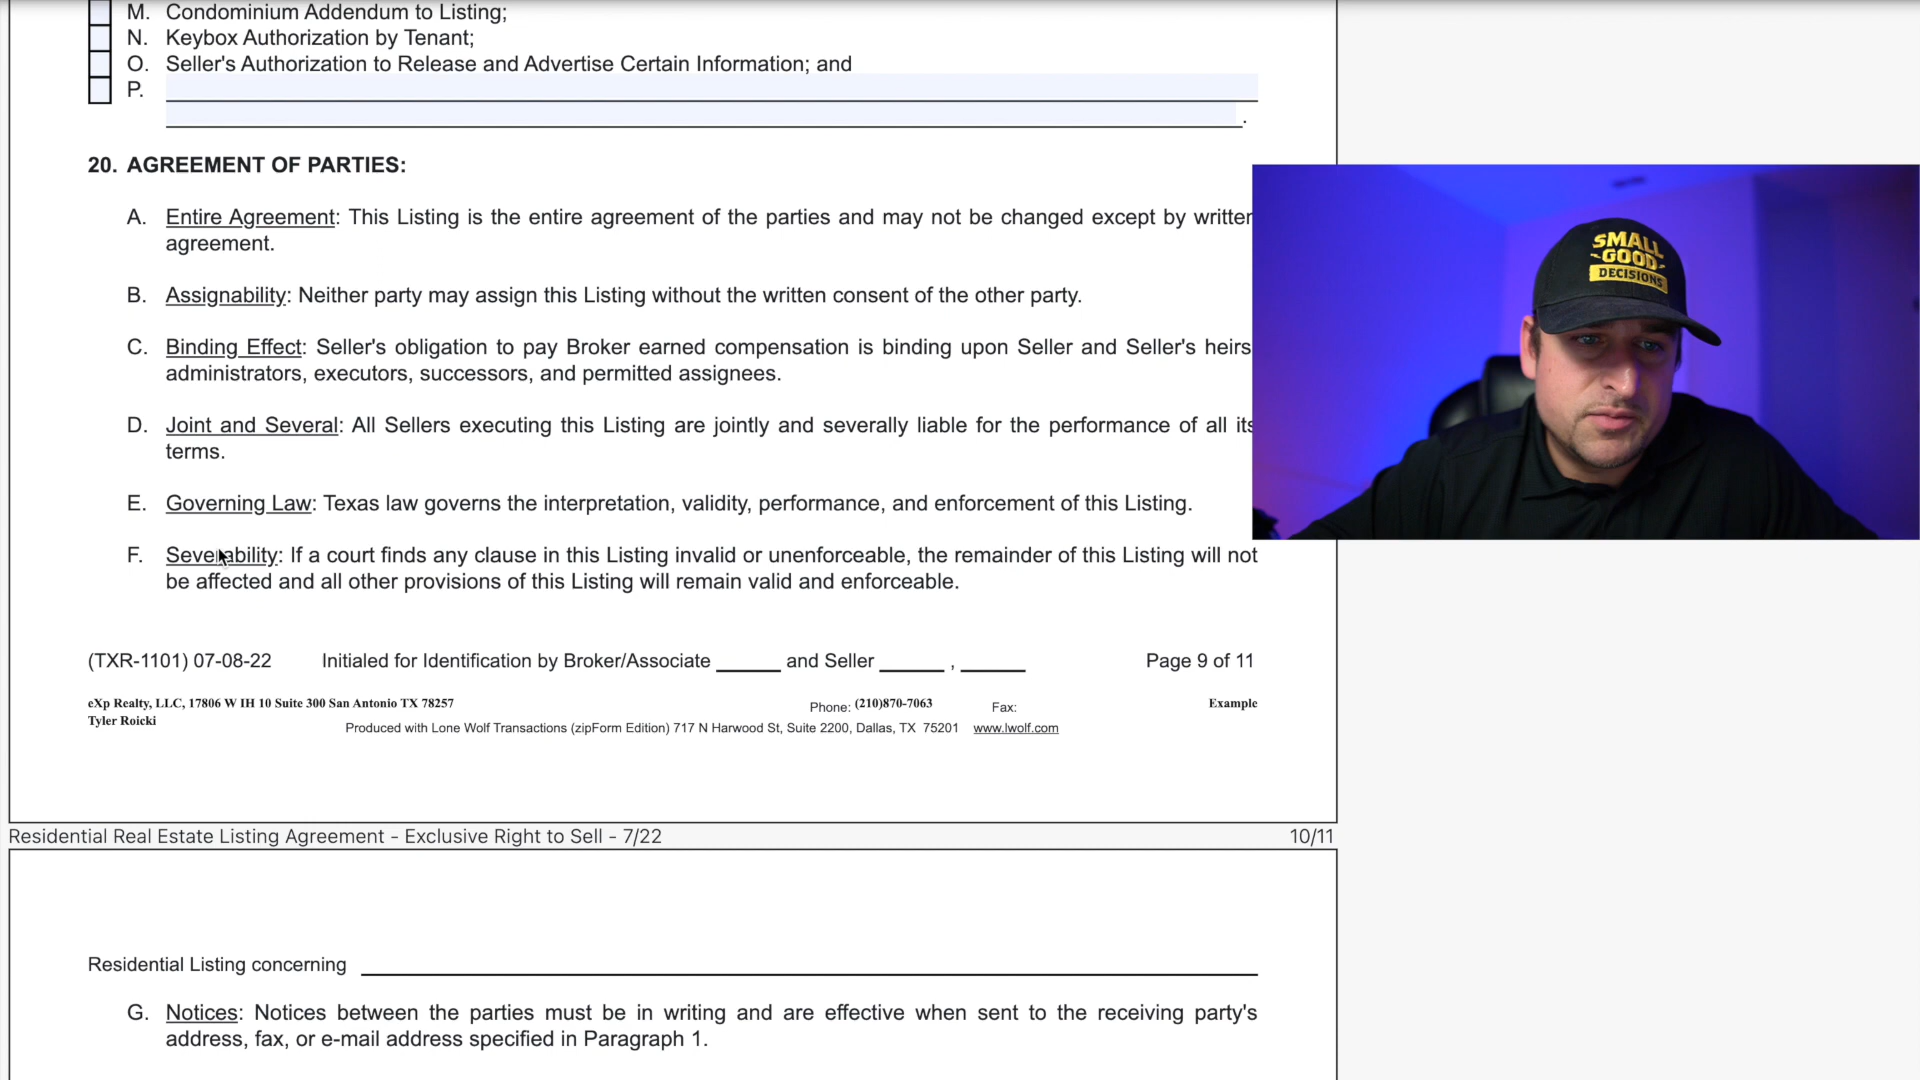 M. Condominium Addendum to Listing;
N. Keybox Authorization by Tenant;
O. Seller's Authorization to Release and Advertise Certain Information; and
P.
.
20. AGREEMENT OF PARTIES:
A. Entire Agreement: This Listing is the entire agreement of the parties and may not be changed except by written
agreement.
B. Assignability: Neither party may assign this Listing without the written consent of the other party.
C. Binding Effect: Seller's obligation to pay Broker earned compensation is binding upon Seller and Seller's heirs
administrators, executors, successors, and permitted assignees.
D. Joint and Several: All Sellers executing this Listing are jointly and severally liable for the performance of all its
terms.
E. Governing Law: Texas law governs the interpretation, validity, performance, and enforcement of this Listing.
F. Severability: If a court finds any clause in this Listing invalid or unenforceable, the remainder of this Listing will not
be affected and all other provisions of this Listing will remain valid and enforceable.
(TXR-1101) 07-08-22 Initialed for Identification by Broker/Associate ______ and Seller ______ , ______ Page 9 of 11
eXp Realty, LLC, 17806 W IH 10 Suite 300 San Antonio TX 78257 Phone: (210)870-7063 Fax: Example
Tyler Roicki
Produced with Lone Wolf Transactions (zipForm Edition) 717 N Harwood St, Suite 2200, Dallas, TX 75201 www.lwolf.com
Residential Real Estate Listing Agreement - Exclusive Right to Sell - 7/22 10/11
Residential Listing concerning
G. Notices: Notices between the parties must be in writing and are effective when sent to the receiving party's
address, fax, or e-mail address specified in Paragraph 1.
SMALL
GOOD
DECISIONS